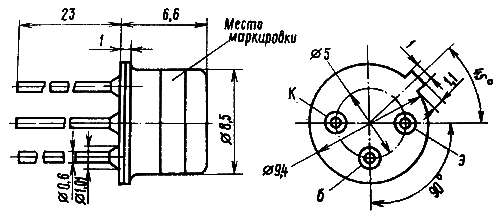 23
6,6
Место
маркировки
1
Ø8,5
Ø0,6
Ø1,01
Ø5
1
1,1
45°
К
Э
Б
Ø9,4
90°